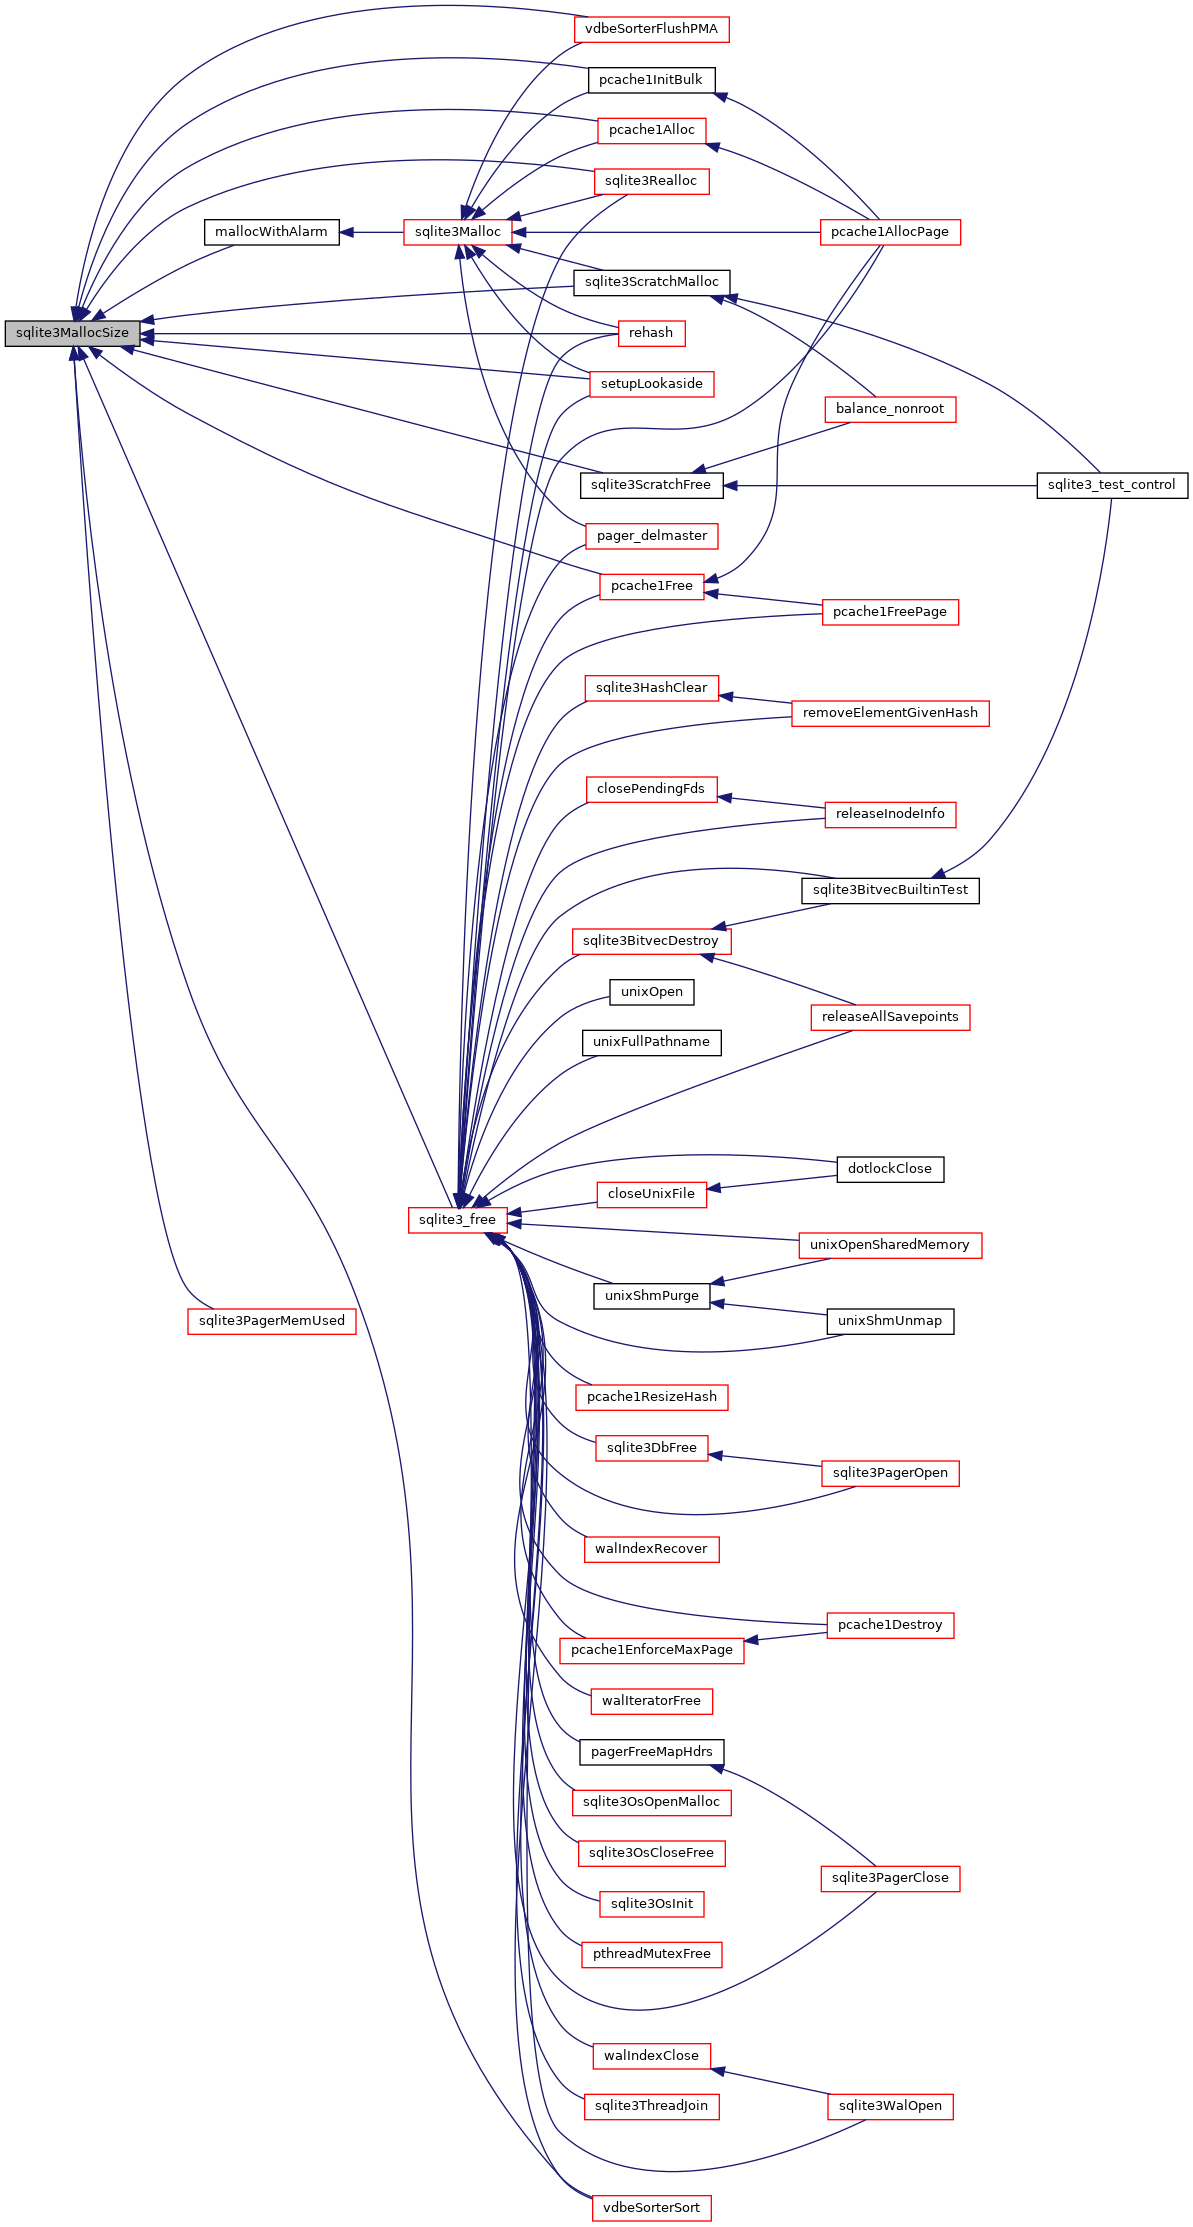 vdbeSorterFlushPMA
pcache1InitBulk
pcache1Alloc
sqlite3Realloc
mallocWithAlarm
sqlite3Malloc
pcache1AllocPage
sqlite3ScratchMalloc
sqlite3MallocSize
rehash
setupLookaside
balance_nonroot
sqlite3ScratchFree
sqlite3_test_control
pager_delmaster
pcache1Free
pcache1FreePage
sqlite3HashClear
removeElementGivenHash
closePendingFds
releaseInodeInfo
sqlite3BitvecBuiltinTest
sqlite3BitvecDestroy
unixOpen
releaseAllSavepoints
unixFullPathname
dotlockClose
closeUnixFile
sqlite3_free
unixOpenSharedMemory
unixShmPurge
sqlite3PagerMemUsed
unixShmUnmap
pcache1ResizeHash
sqlite3DbFree
sqlite3PagerOpen
walIndexRecover
pcache1Destroy
pcache1EnforceMaxPage
walIteratorFree
pagerFreeMapHdrs
sqlite3OsOpenMalloc
sqlite3OsCloseFree
sqlite3PagerClose
sqlite3OsInit
pthreadMutexFree
walIndexClose
sqlite3ThreadJoin
sqlite3WalOpen
vdbeSorterSort